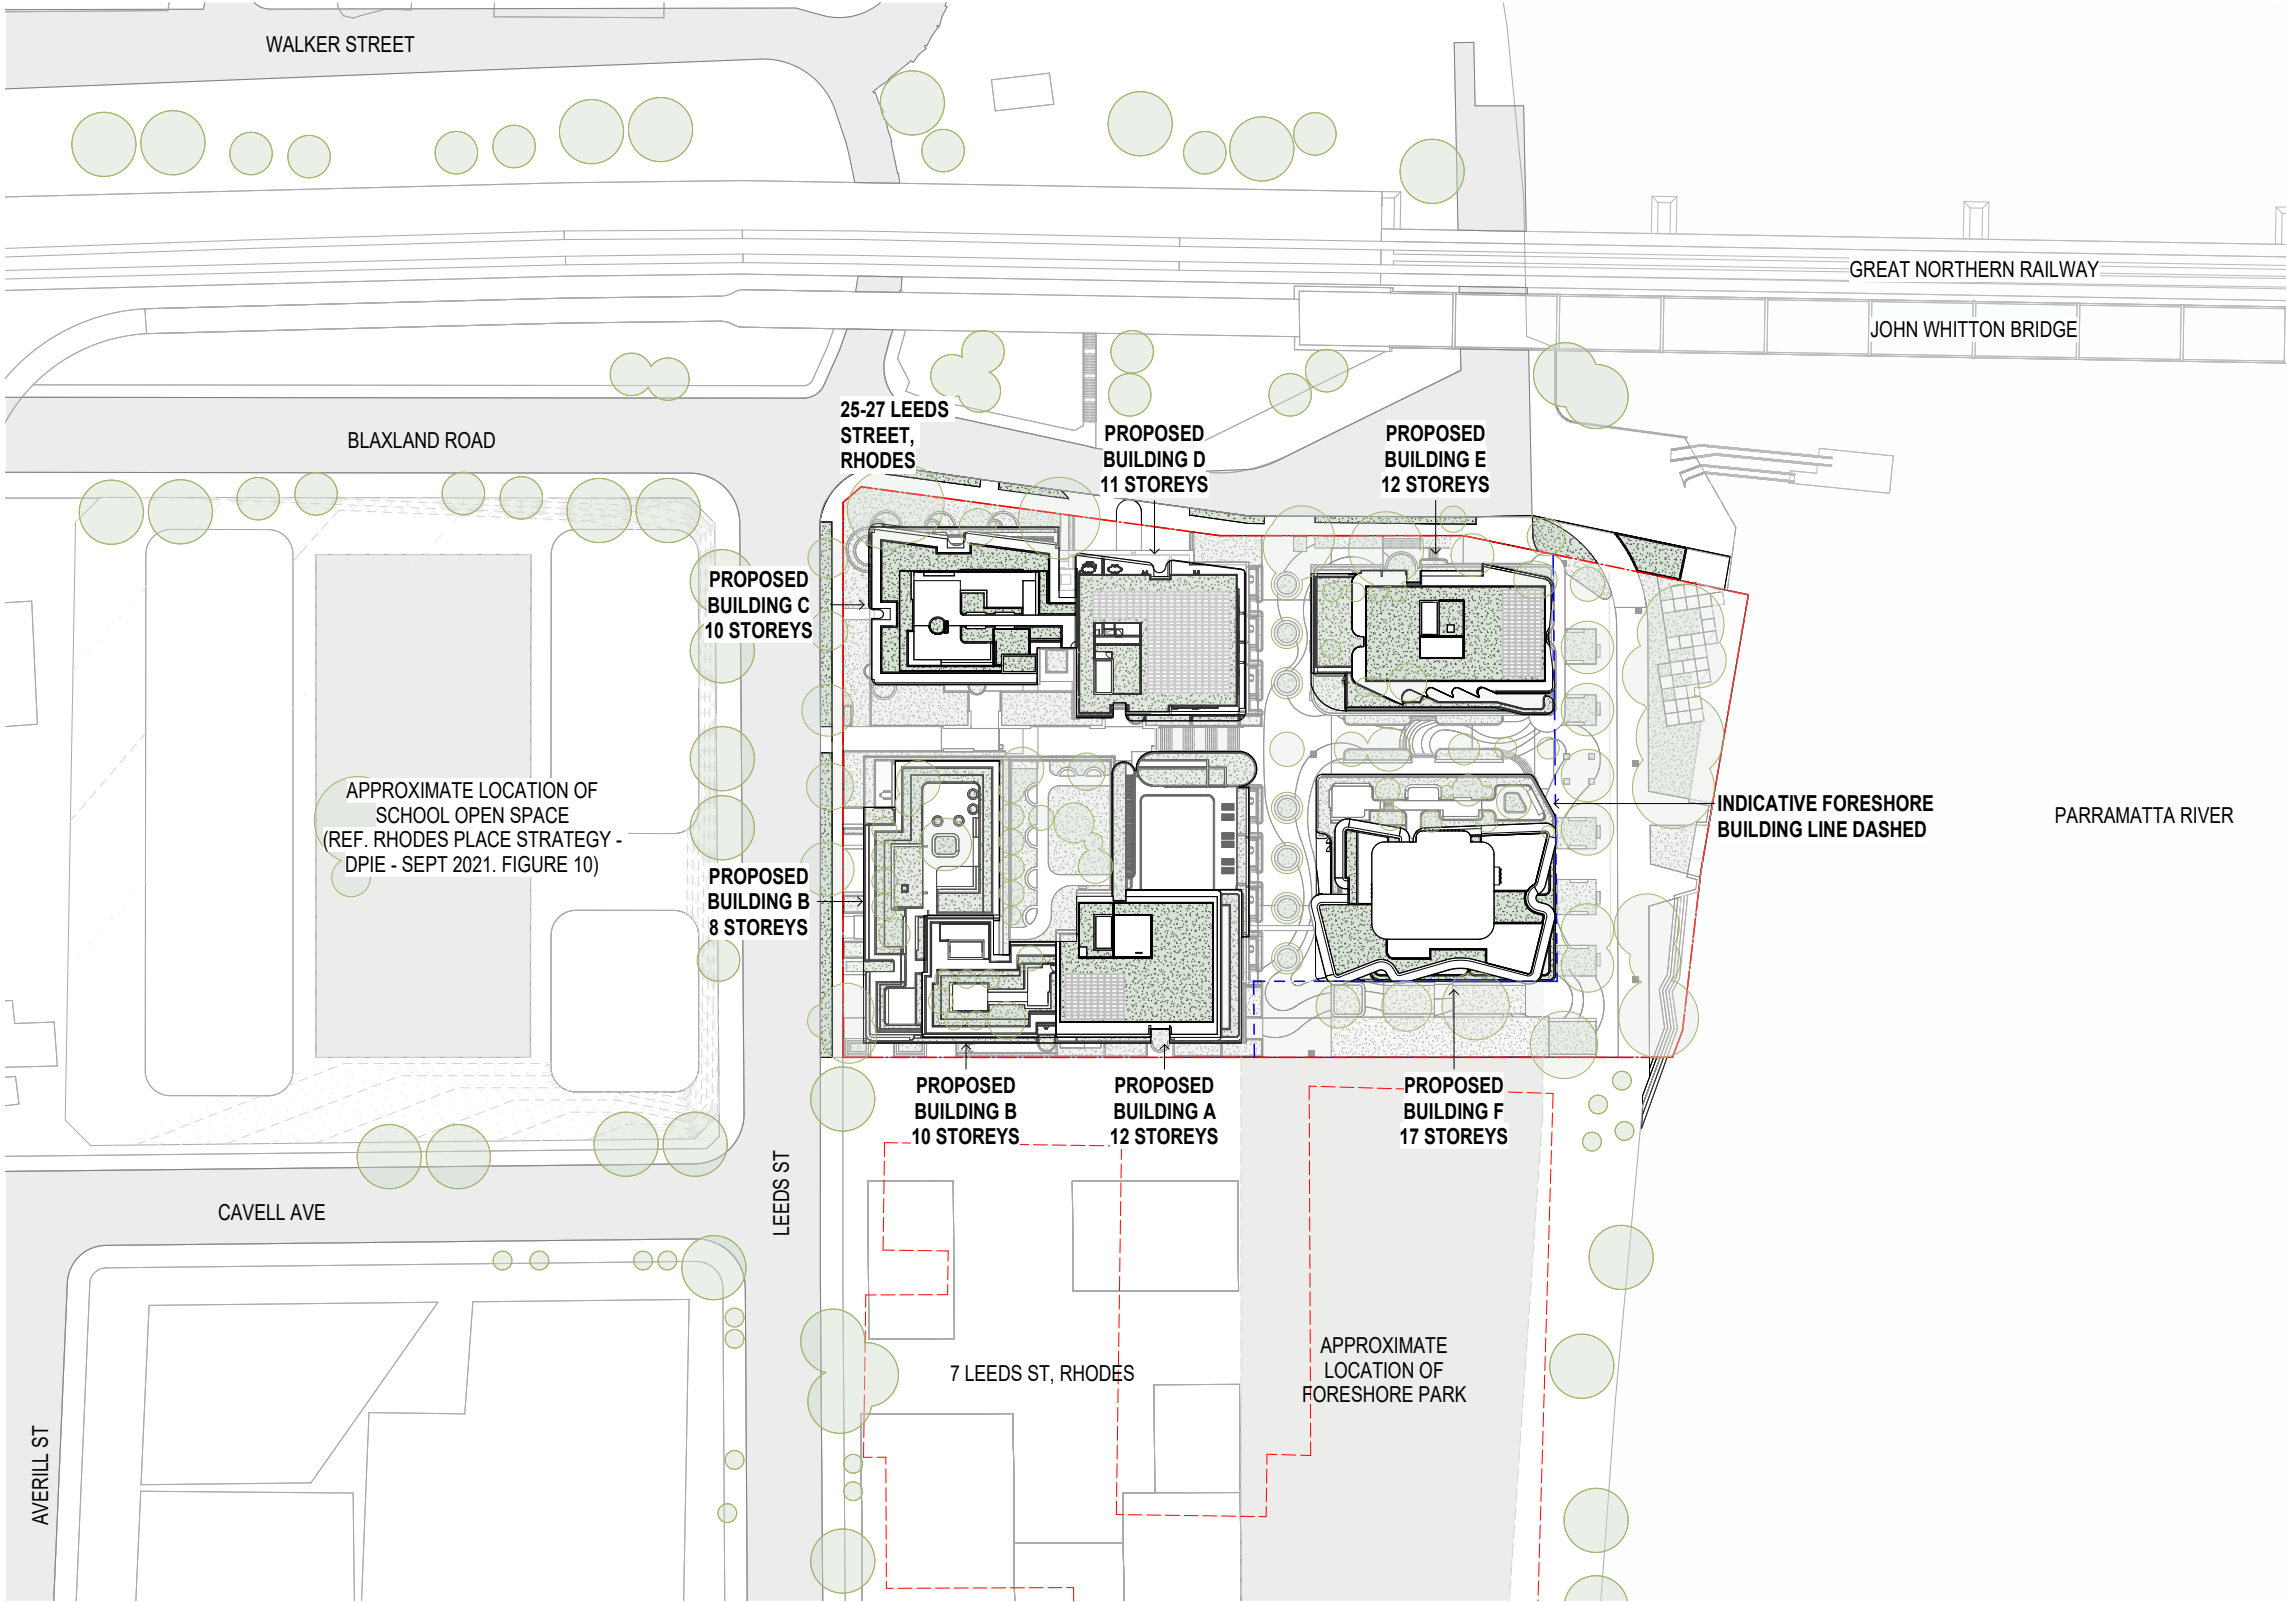 WALKER STREET
GREAT NORTHERN RAILWAY
JOHN WHITTON BRIDGE
BLAXLAND ROAD
25-27 LEEDS
STREET,
RHODES
PROPOSED
BUILDING D
11 STOREYS
PROPOSED
BUILDING E
12 STOREYS
PROPOSED
BUILDING C
10 STOREYS
APPROXIMATE LOCATION OF
SCHOOL OPEN SPACE
(REF. RHODES PLACE STRATEGY -
DPIE - SEPT 2021. FIGURE 10)
PROPOSED
BUILDING B
8 STOREYS
INDICATIVE FORESHORE
BUILDING LINE DASHED
PARRAMATTA RIVER
PROPOSED
BUILDING B
10 STOREYS
PROPOSED
BUILDING A
12 STOREYS
PROPOSED
BUILDING F
17 STOREYS
CAVELL AVE
LEEDS ST
7 LEEDS ST, RHODES
APPROXIMATE
LOCATION OF
FORESHORE PARK
AVERILL ST